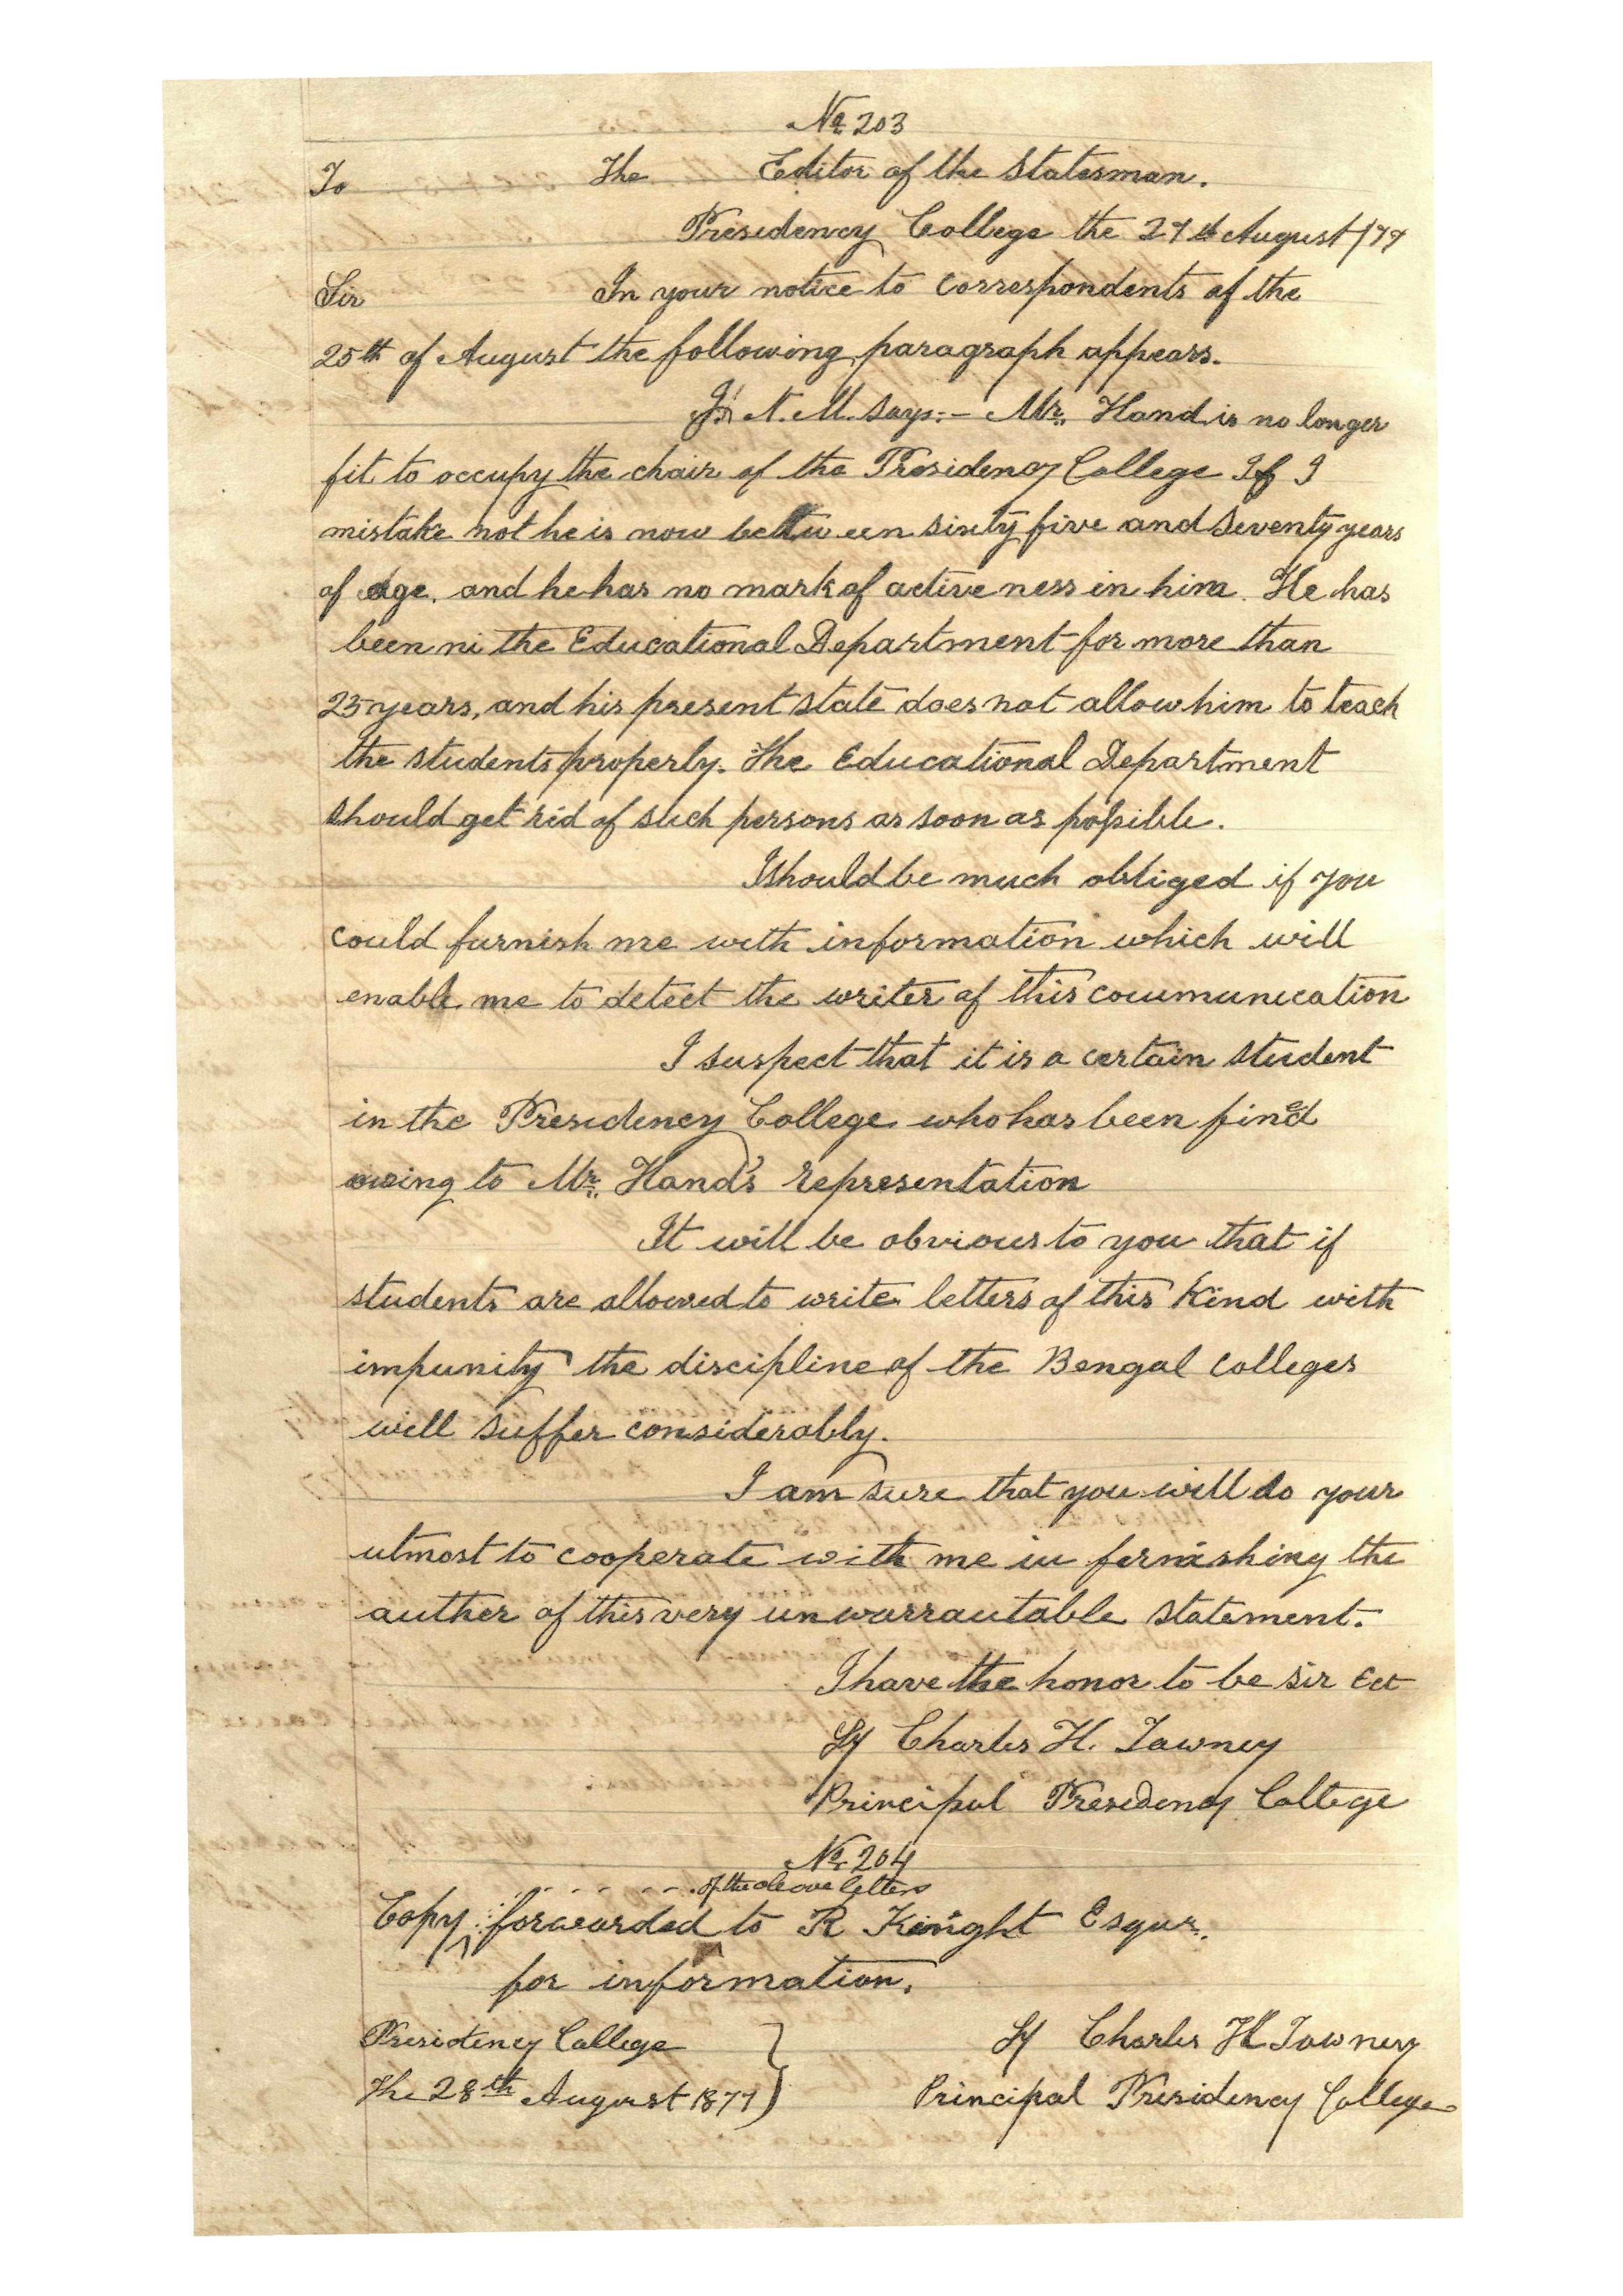 No 203
To The Editor of the Statesman.
Presidency College the 27th August/77
Sir In your notice to correspondents of the
25th of August the following paragraph appears.
N. M. says:- Mr. Hand is no longer
fit to occupy the chair of the Presidency College If I
mistake not he is now between sixty five and seventy years
of age. and he has no mark of activeness in him. He has
been ni the Educational Department for more than
25 years, and his present state does not allow him to teach
the students properly. The Educational Department
should get rid of such persons as soon as possible.
I should be much obliged if you
could furnish me with information which will
enable me to detect the writer of this communication
I suspect that it is a certain student
in the Presidency College who has been fined
owing to Mr. Hand's representation
It will be obvious to you that if
students are allowed to write letters of this kind with
impunity the discipline of the Bengal colleges
will suffer considerably.
I am sure that you will do your
utmost to cooperate with me in furnishing the
auther of this very unwarrantable statement.
I have the honor to be sir
Sy Charles H. Tawney
Principal Presidency College
No 204
of the above letters
Copy forwarded to R Kinght Esqur.
for information.
Presidency College } Sy Charles H Tawney
The 28th August 1877 ) Principal Presidency College